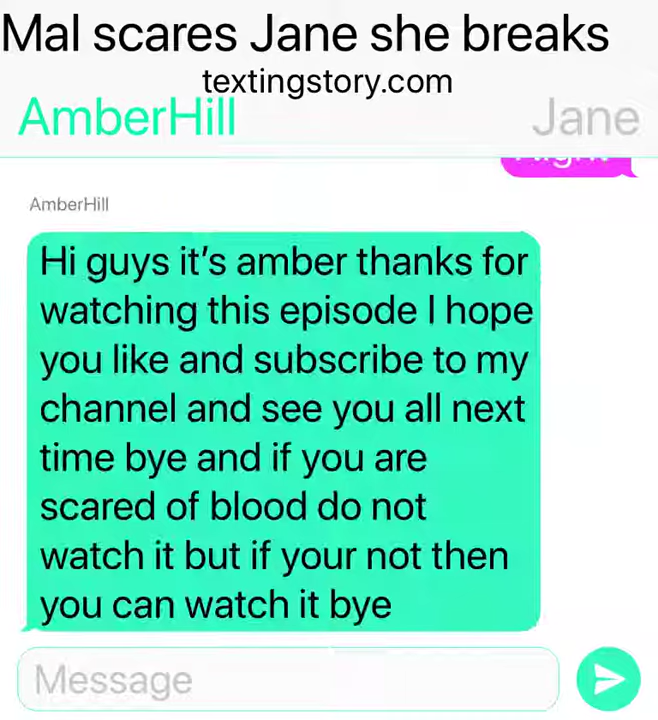 Mal scares Jane she breaks
textingstory.com
AmberHill
Jane
AmberHill
Hi guys it's amber thanks for
watching this episode I hope
you like and subscribe to my
channel and see you all next
time bye and if you are
scared of blood do not
watch it but if your not then
you can watch it bye
Message